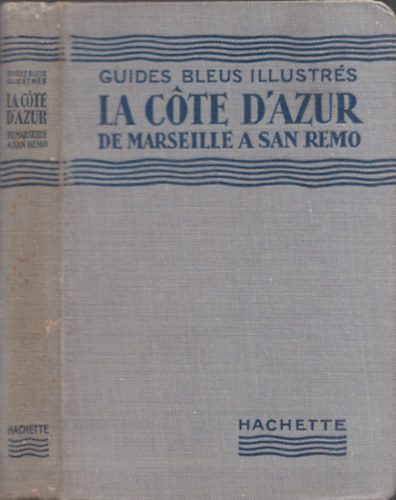 GUIDES BLEUS
ILLUSTRÉS
LA CÔTE
D'AZUR
DE MARSEILLE
A SAN REMO
HACHETTE
GUIDES BLEUS ILLUSTRÉS
LA CÔTE D'AZUR
DE MARSEILLE A SAN REMO
HACHETTE